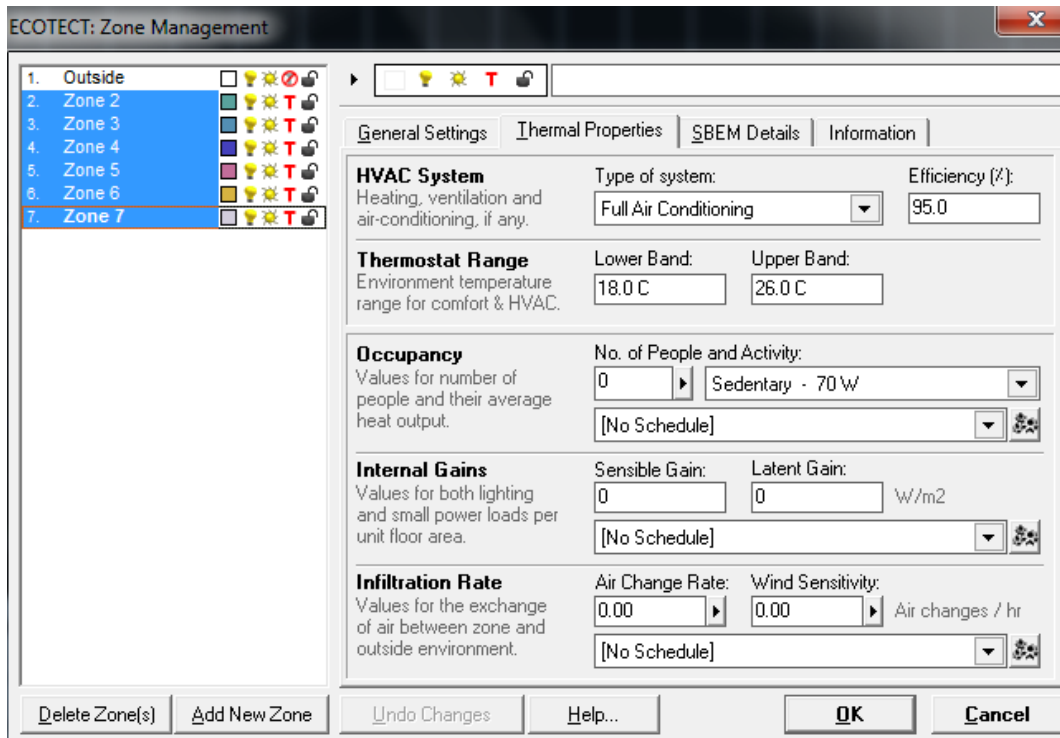 ECOTECT: Zone Management
x
1. Outside
2. Zone 2 T
3. Zone 3 T
4. Zone 4 T
5. Zone 5 T
6. Zone 6 T
7. Zone 7 T
T
General Settings Thermal Properties SBEM Details Information
HVAC System Type of system: Efficiency (%):
Heating, ventilation and
air-conditioning, if any. Full Air Conditioning 95.0
Thermostat Range Lower Band: Upper Band:
Environment temperature
range for comfort & HVAC. 18.0 C 26.0 C
Occupancy No. of People and Activity:
Values for number of
people and their average 0 Sedentary - 70 W
heat output. [No Schedule]
Internal Gains Sensible Gain: Latent Gain:
Values for both lighting
and small power loads per 0 0 W/m2
unit floor area. [No Schedule]
Infiltration Rate Air Change Rate: Wind Sensitivity:
Values for the exchange
of air between zone and 0.00 0.00 Air changes / hr
outside environment. [No Schedule]
Delete Zone(s) Add New Zone Undo Changes Help... OK Cancel